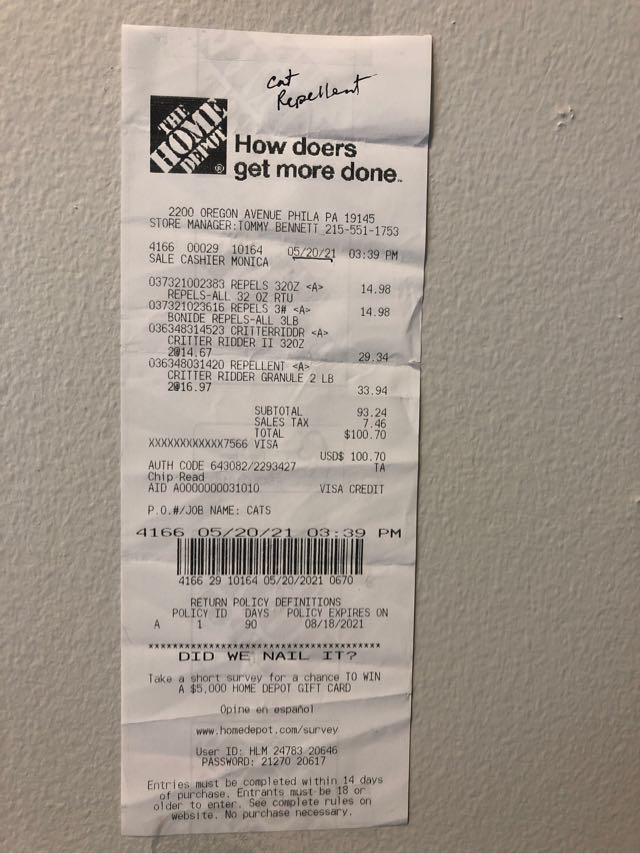 cat
Repellent
THE
HOME
DEPOT
®
How doers
get more done™
2200 OREGON AVENUE PHILA PA 19145
STORE MANAGER:TOMMY BENNETT 215-551-1753
4166 00029 10164 05/20/21 03:39 PM
SALE CASHIER MONICA
037321002383 REPELS 32OZ <A> 14.98
REPELS-ALL 32 OZ RTU
037321023616 REPELS 3# <A> 14.98
BONIDE REPELS-ALL 3LB
036348314523 CRITTERRIDDR <A>
CRITTER RIDDER II 32OZ
2@14.67 29.34
036348031420 REPELLENT <A>
CRITTER RIDDER GRANULE 2 LB
2@16.97 33.94
SUBTOTAL 93.24
SALES TAX 7.46
TOTAL $100.70
XXXXXXXXXXXX7566 VISA
USD$ 100.70
AUTH CODE 643082/2293427 TA
Chip Read
AID A0000000031010 VISA CREDIT
P.O.#/JOB NAME: CATS
4166 05/20/21 03:39 PM
4166 29 10164 05/20/2021 0670
RETURN POLICY DEFINITIONS
POLICY ID DAYS POLICY EXPIRES ON
A 1 90 08/18/2021
****************************************
DID WE NAIL IT?
Take a short survey for a chance TO WIN
A $5,000 HOME DEPOT GIFT CARD
Opine en español
www.homedepot.com/survey
User ID: HLM 24783 20646
PASSWORD: 21270 20617
Entries must be completed within 14 days
of purchase. Entrants must be 18 or
older to enter. See complete rules on
website. No purchase necessary.